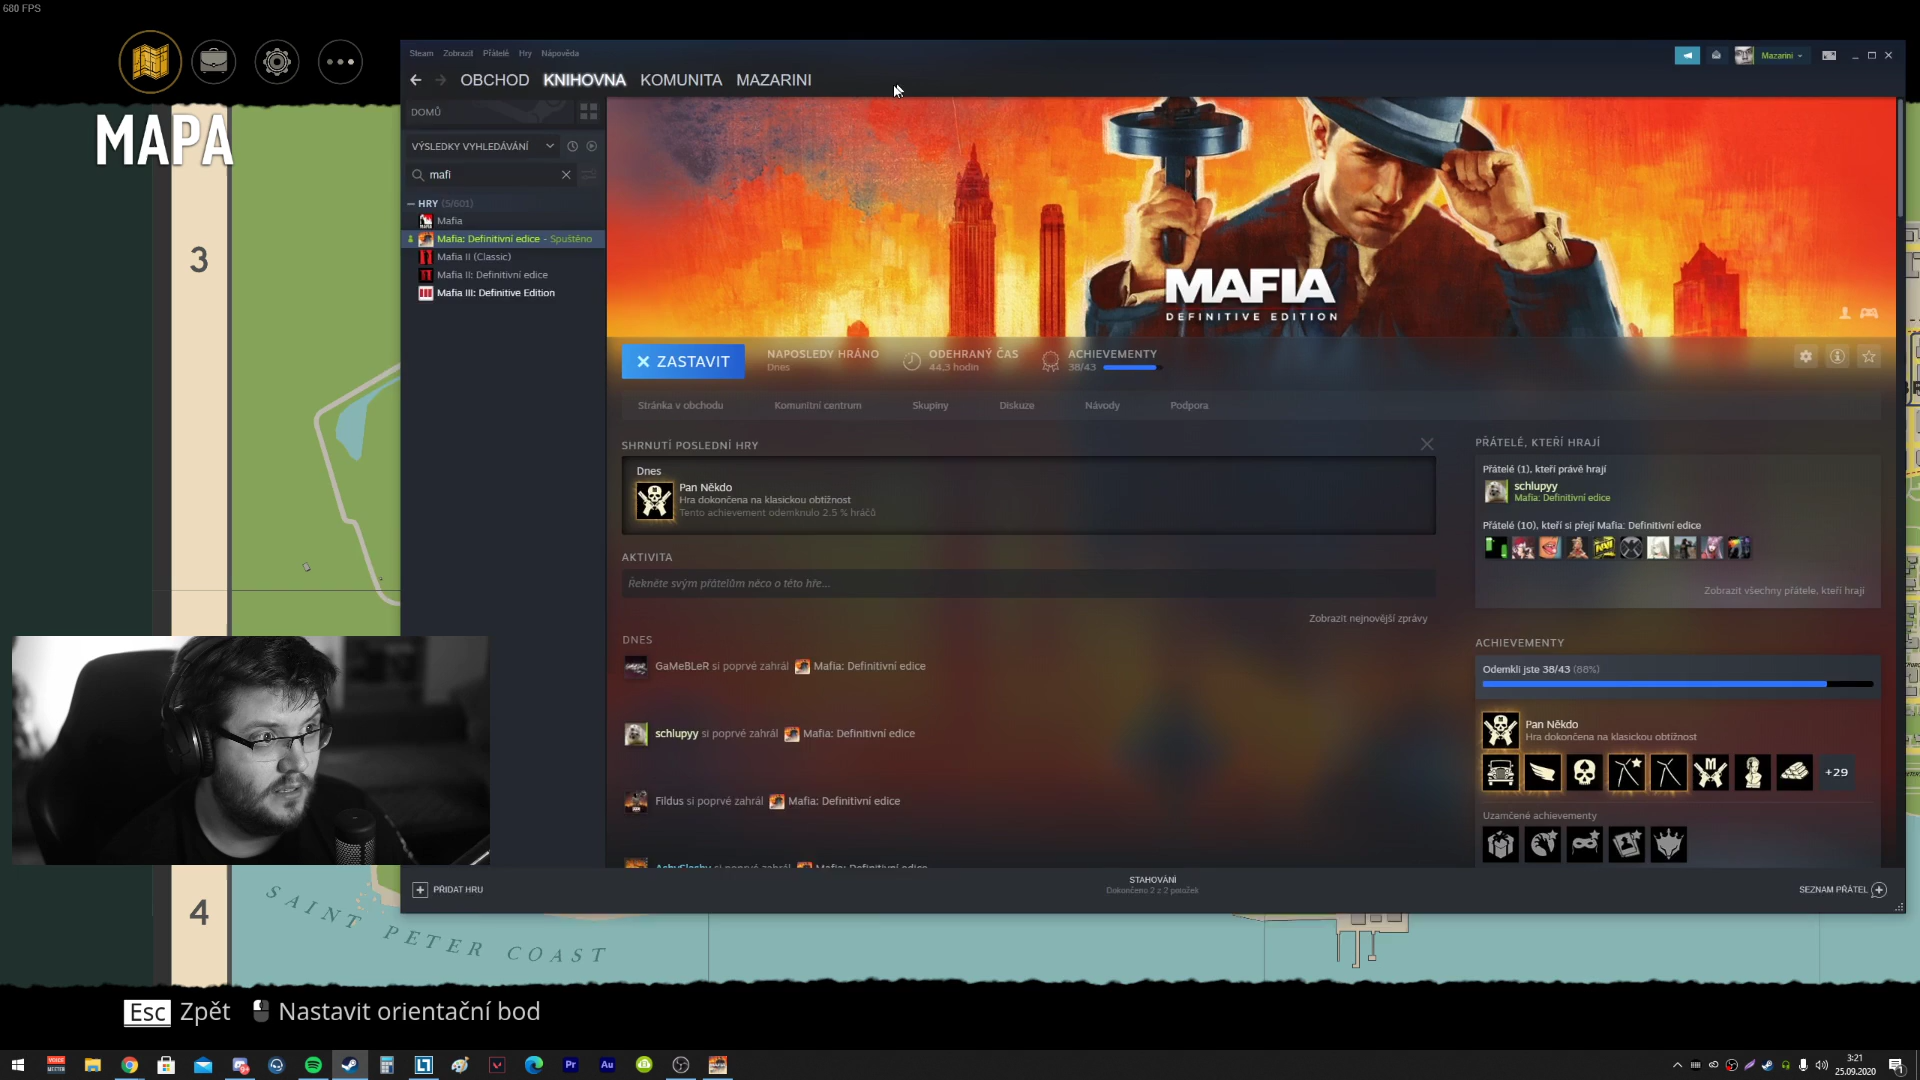 680 FPS
MAPA
3
4
SAINT PETER COAST
Esc Zpět Nastavit orientační bod
Steam Zobrazit Přátelé Hry Nápověda
Mazarini
OBCHOD KNIHOVNA KOMUNITA MAZARINI
DOMŮ
VÝSLEDKY VYHLEDÁVÁNÍ
mafi
— HRY (5/601)
Mafia
Mafia: Definitivní edice - Spuštěno
Mafia II (Classic)
Mafia II: Definitivní edice
Mafia III: Definitive Edition
MAFIA
DEFINITIVE EDITION
ZASTAVIT
NAPOSLEDY HRÁNO
Dnes
ODEHRANÝ ČAS
44,3 hodin
ACHIEVEMENTY
38/43
Stránka v obchodu Komunitní centrum Skupiny Diskuze Návody Podpora
SHRNUTÍ POSLEDNÍ HRY
Dnes
Pan Někdo
Hra dokončena na klasickou obtížnost
Tento achievement odemknulo 2.5 % hráčů
AKTIVITA
Řekněte svým přátelům něco o této hře...
Zobrazit nejnovější zprávy
DNES
GaMeBLeR si poprvé zahrál Mafia: Definitivní edice
schlupyy si poprvé zahrál Mafia: Definitivní edice
Fildus si poprvé zahrál Mafia: Definitivní edice
si poprvé zahrál Mafia: Definitivní edice
PŘÁTELÉ, KTEŘÍ HRAJÍ
Přátelé (1), kteří právě hrají
schlupyy
Mafia: Definitivní edice
Přátelé (10), kteří si přejí Mafia: Definitivní edice
Zobrazit všechny přátele, kteří hrají
ACHIEVEMENTY
Odemkli jste 38/43 (88%)
Pan Někdo
Hra dokončena na klasickou obtížnost
+29
Uzamčené achievementy
PŘIDAT HRU
STAHOVÁNÍ
Dokončeno 2 z 2 položek
SEZNAM PŘÁTEL
Pr Au
3:21
25.09.2020